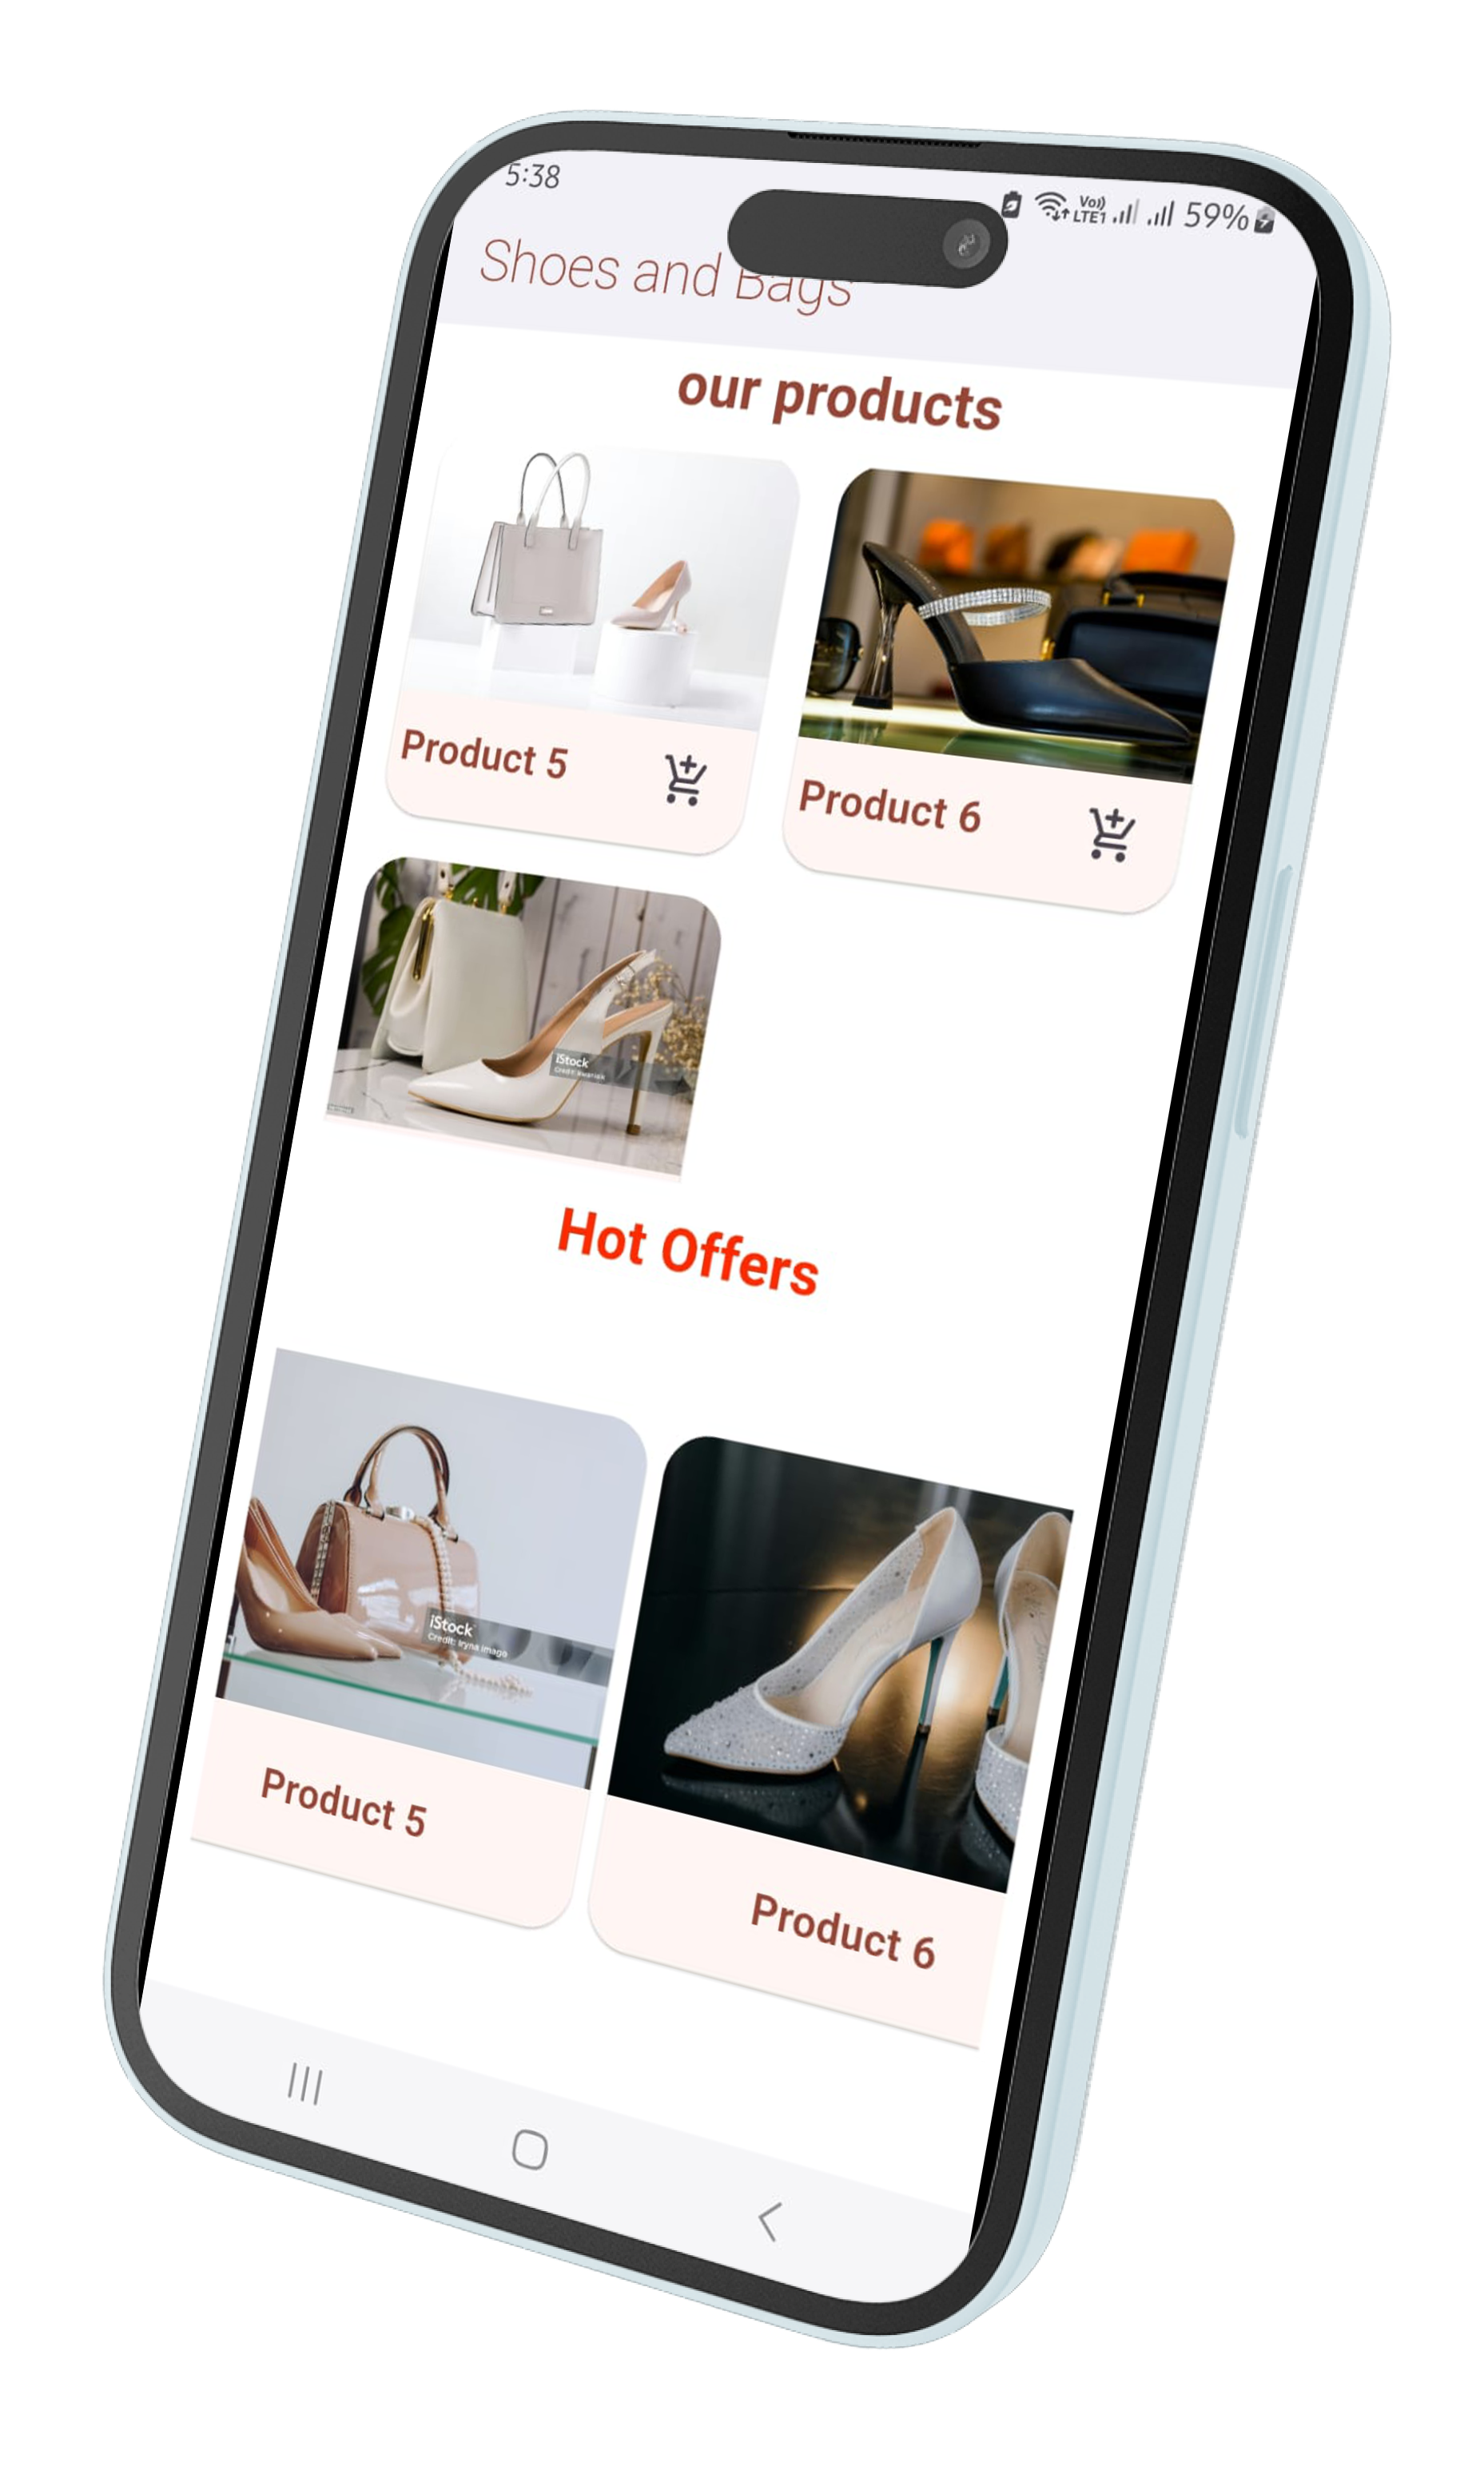 5:38
Vo))
LTE1
59%
Shoes and Bags
our products
Product 5
Product 6
iStock
Hot Offers
iStock
Credit: Iryna Imago
Product 5
Product 6